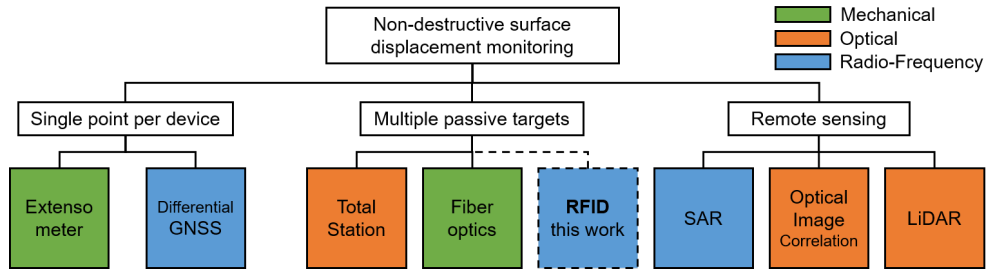 Non-destructive surface
displacement monitoring
Mechanical
Optical
Radio-Frequency
Single point per device
Multiple passive targets
Remote sensing
Extenso
meter
Differential
GNSS
Total
Station
Fiber
optics
RFID
this work
SAR
Optical
Image
Correlation
LiDAR